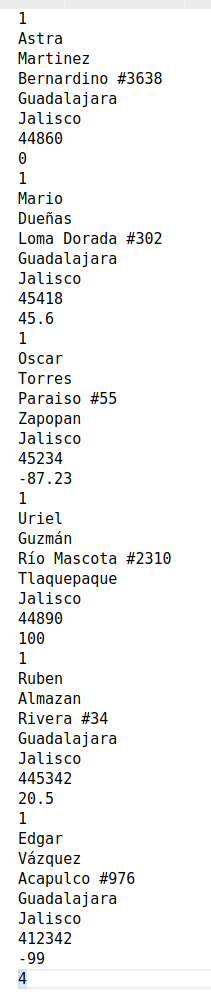 1
Astra
Martinez
Bernardino #3638
Guadalajara
Jalisco
44860
0
1
Mario
Dueñas
Loma Dorada #302
Guadalajara
Jalisco
45418
45.6
1
Oscar
Torres
Paraiso #55
Zapopan
Jalisco
45234
-87.23
1
Uriel
Guzmán
Río Mascota #2310
Tlaquepaque
Jalisco
44890
100
1
Ruben
Almazan
Rivera #34
Guadalajara
Jalisco
445342
20.5
1
Edgar
Vázquez
Acapulco #976
Guadalajara
Jalisco
412342
-99
4